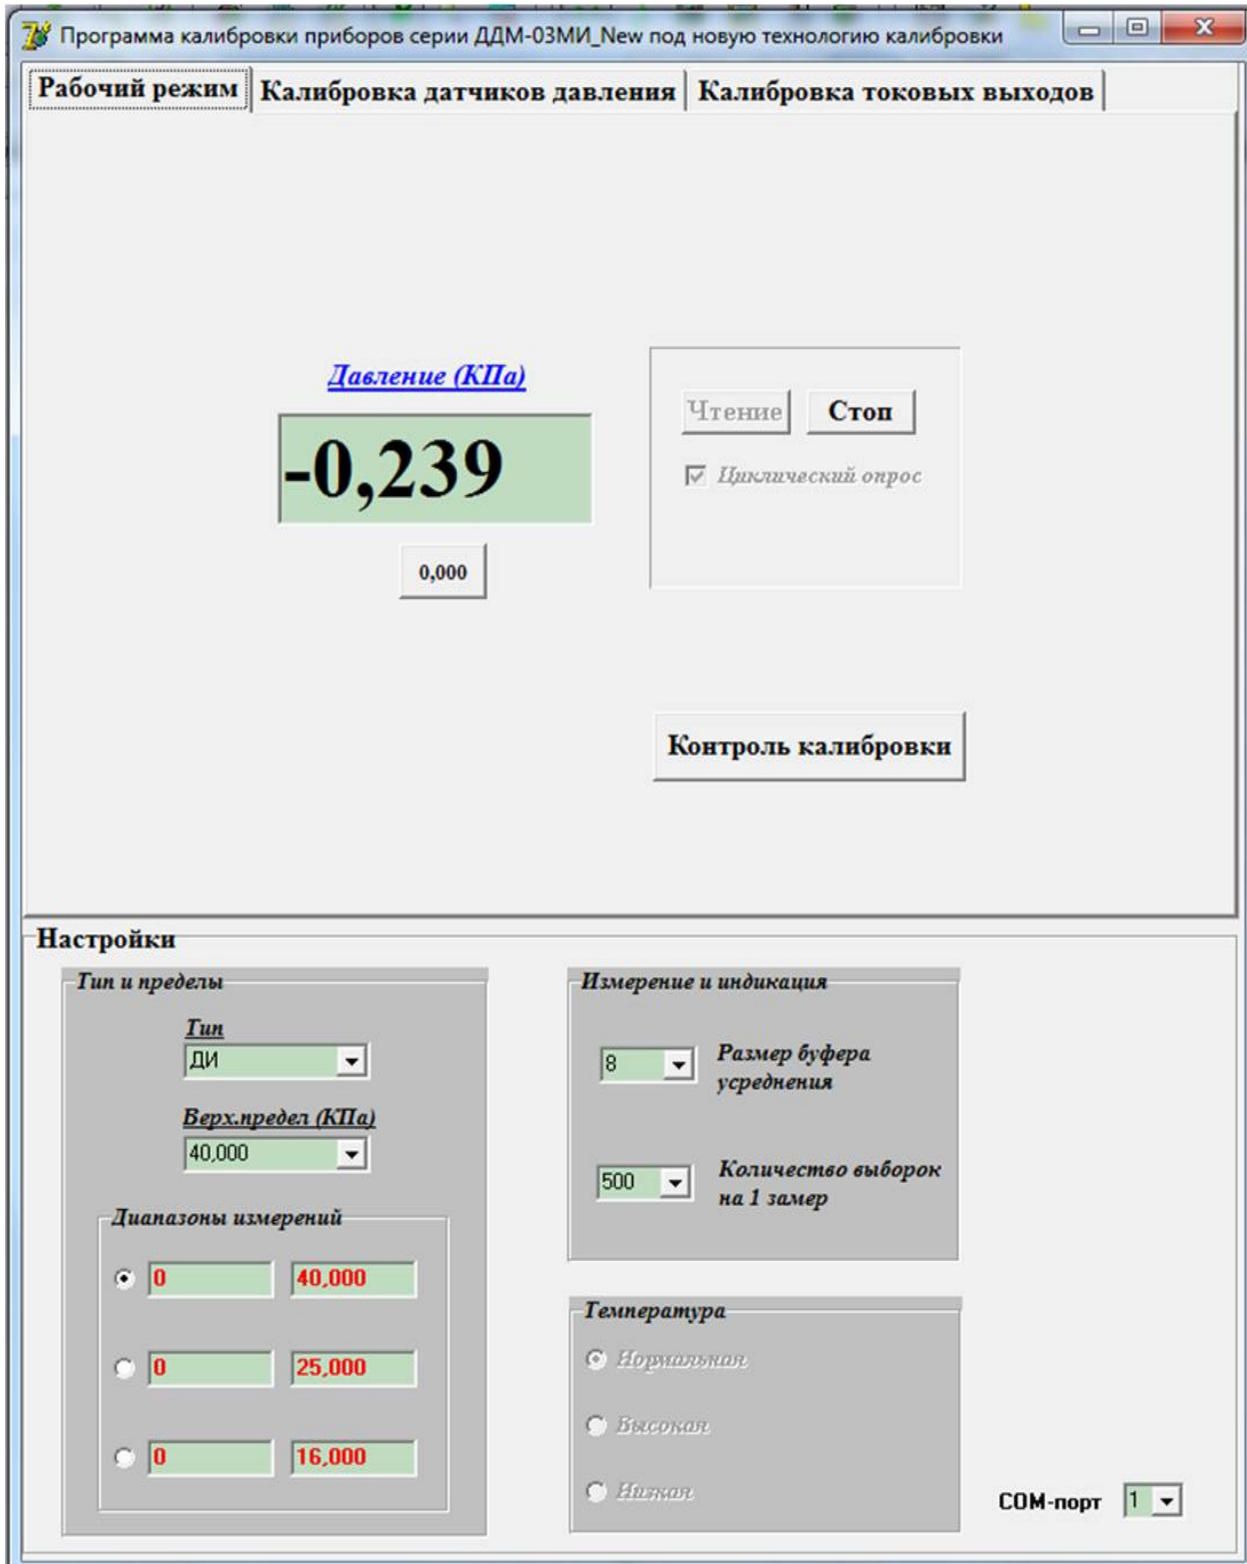 Программа калибровки приборов серии ДДМ-03МИ_New под новую технологию калибровки
Рабочий режим Калибровка датчиков давления Калибровка токовых выходов
Давление (КПа)
-0,239
0,000
Чтение Стоп
Циклический опрос
Контроль калибровки
Настройки
Тип и пределы
Тип
ДИ
Верх.предел (КПа)
40,000
Диапазоны измерений
0 40,000
0 25,000
0 16,000
Измерение и индикация
8 Размер буфера
усреднения
500 Количество выборок
на 1 замер
Температура
Нормальная
Высокая
Низкая
COM-порт 1